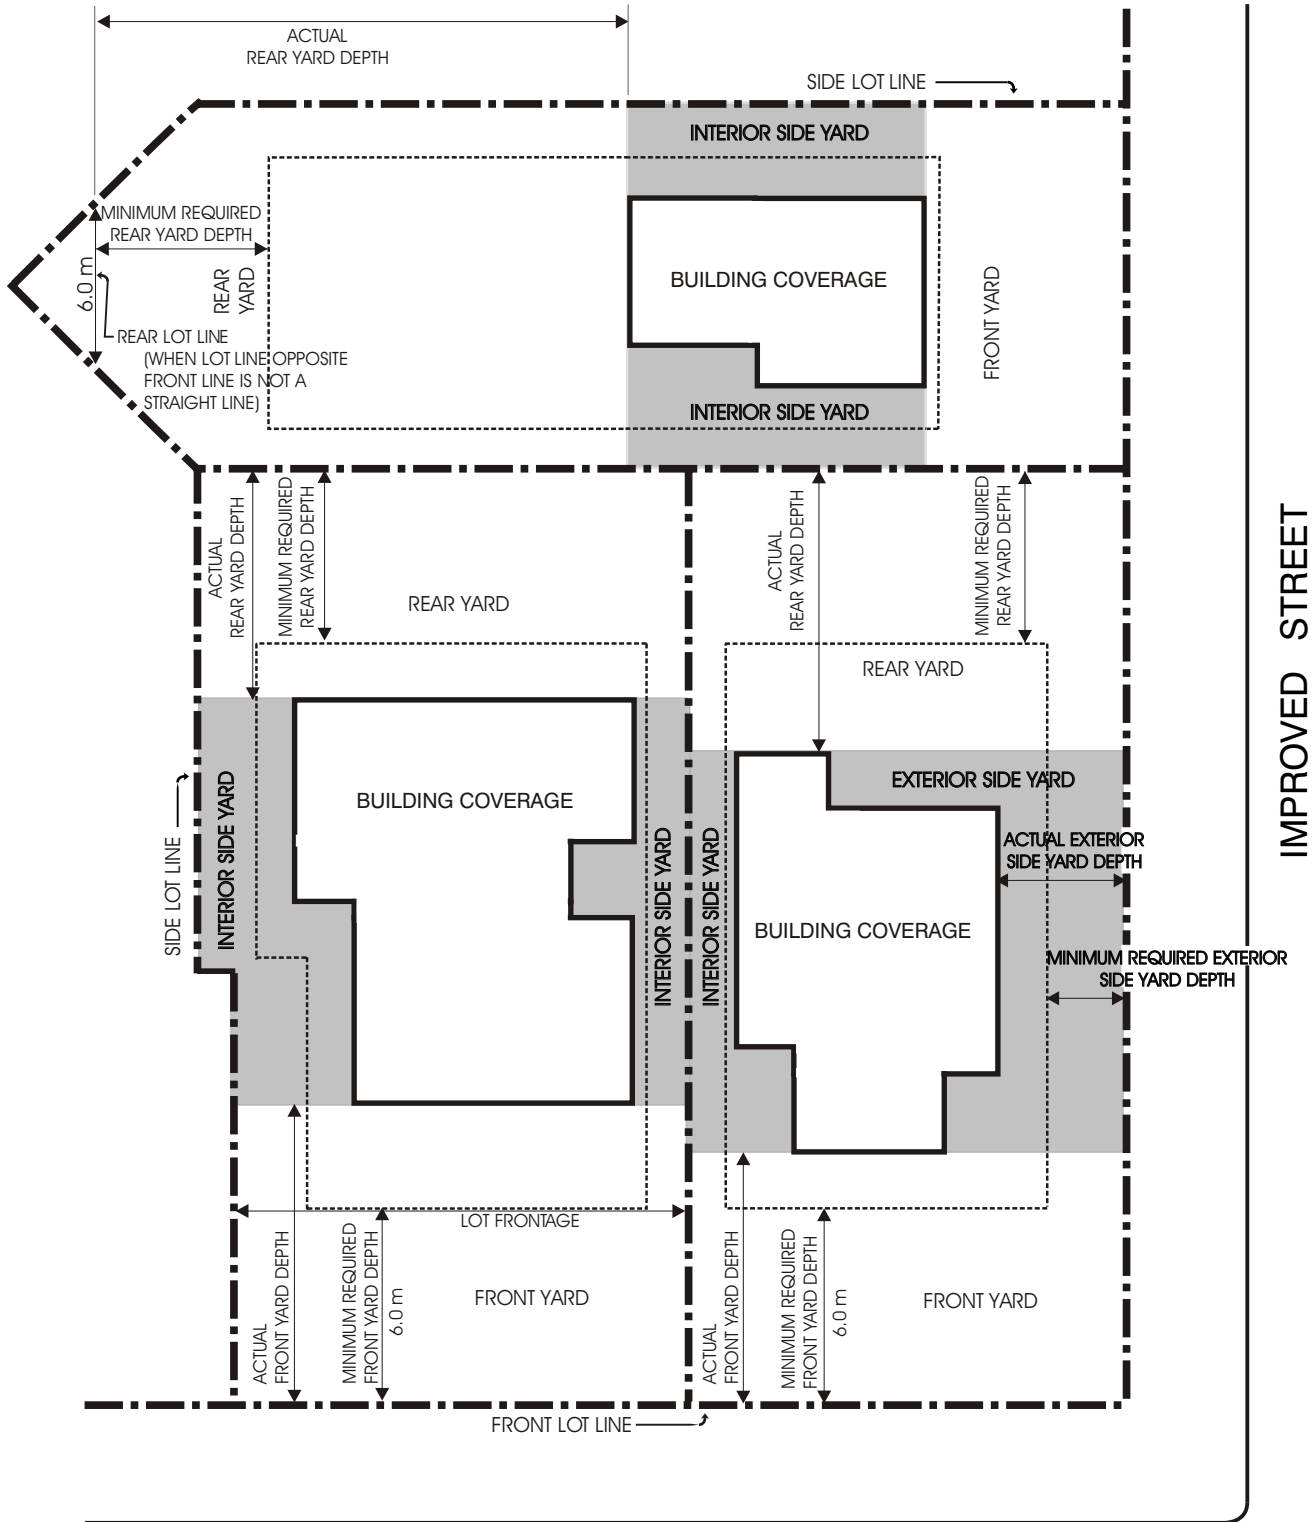 ACTUAL
REAR YARD DEPTH
SIDE LOT LINE
INTERIOR SIDE YARD
MINIMUM REQUIRED
REAR YARD DEPTH
6.0 m
REAR
YARD
BUILDING COVERAGE
FRONT YARD
REAR LOT LINE
(WHEN LOT LINE OPPOSITE
FRONT LINE IS NOT A
STRAIGHT LINE)
INTERIOR SIDE YARD
ACTUAL
REAR YARD DEPTH
MINIMUM REQUIRED
REAR YARD DEPTH
REAR YARD
ACTUAL
REAR YARD DEPTH
MINIMUM REQUIRED
REAR YARD DEPTH
REAR YARD
IMPROVED STREET
SIDE LOT LINE
INTERIOR SIDE YARD
BUILDING COVERAGE
INTERIOR SIDE YARD
INTERIOR SIDE YARD
EXTERIOR SIDE YARD
ACTUAL EXTERIOR
SIDE YARD DEPTH
BUILDING COVERAGE
MINIMUM REQUIRED EXTERIOR
SIDE YARD DEPTH
LOT FRONTAGE
ACTUAL
FRONT YARD DEPTH
MINIMUM REQUIRED
FRONT YARD DEPTH
6.0 m
FRONT YARD
ACTUAL
FRONT YARD DEPTH
MINIMUM REQUIRED
FRONT YARD DEPTH
6.0 m
FRONT YARD
FRONT LOT LINE